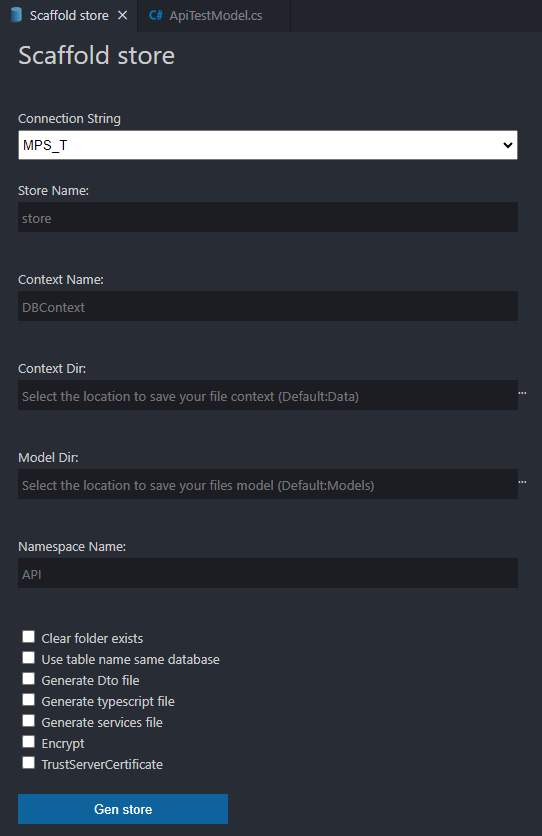 Scaffold store
C# ApiTestModel.cs
Scaffold store
Connection String
MPS_T
Store Name:
store
Context Name:
DBContext
Context Dir:
Select the location to save your file context (Default:Data)
...
Model Dir:
Select the location to save your files model (Default:Models)
...
Namespace Name:
API
Clear folder exists
Use table name same database
Generate Dto file
Generate typescript file
Generate services file
Encrypt
TrustServerCertificate
Gen store